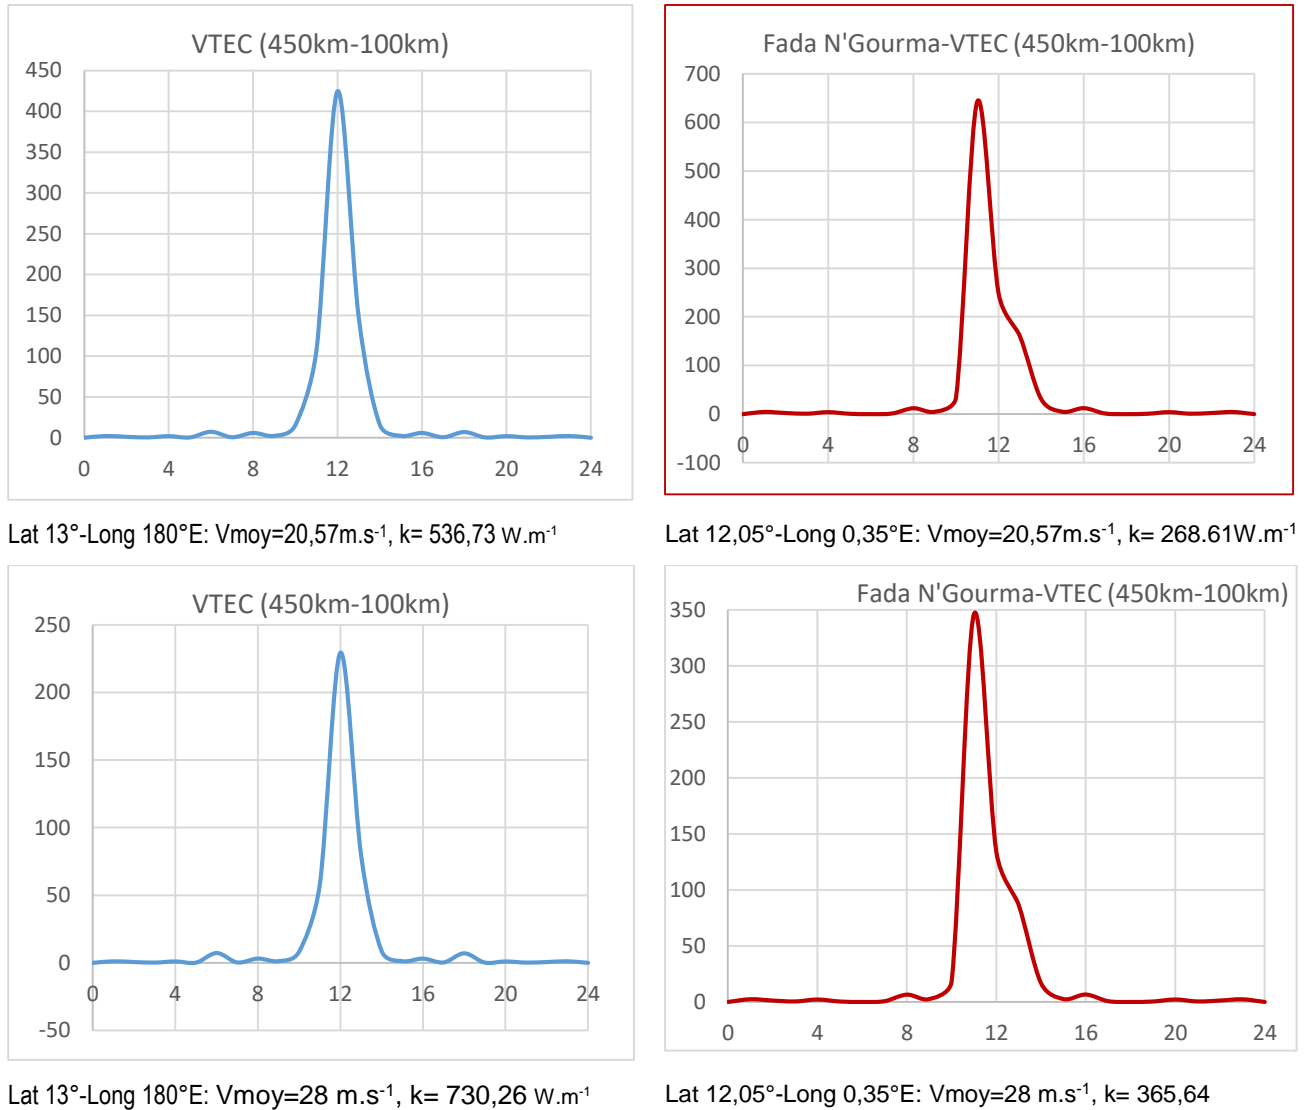 VTEC (450km-100km)
450
400
350
300
250
200
150
100
50
0
0 4 8 12 16 20 24
Fada N'Gourma-VTEC (450km-100km)
700
600
500
400
300
200
100
0
-100
0 4 8 12 16 20 24
Lat 13°-Long 180°E: Vmoy=20,57m.s⁻¹, k= 536,73 W.m⁻¹
Lat 12,05°-Long 0,35°E: Vmoy=20,57m.s⁻¹, k= 268.61W.m⁻¹
VTEC (450km-100km)
250
200
150
100
50
0
-50
0 4 8 12 16 20 24
Fada N'Gourma-VTEC (450km-100km)
350
300
250
200
150
100
50
0
0 4 8 12 16 20 24
Lat 13°-Long 180°E: Vmoy=28 m.s⁻¹, k= 730,26 W.m⁻¹
Lat 12,05°-Long 0,35°E: Vmoy=28 m.s⁻¹, k= 365,64